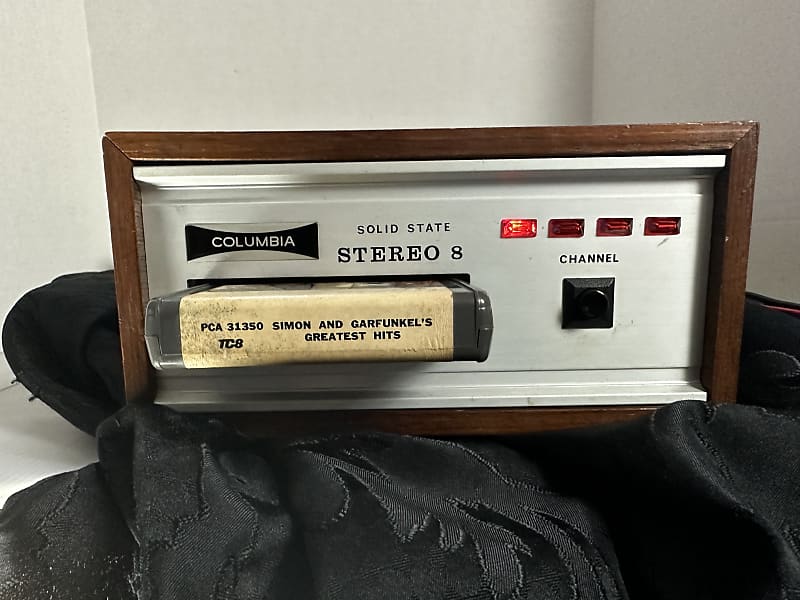 COLUMBIA
SOLID STATE
STEREO 8
CHANNEL
PCA 31350 SIMON AND GARFUNKEL'S
TC8 GREATEST HITS